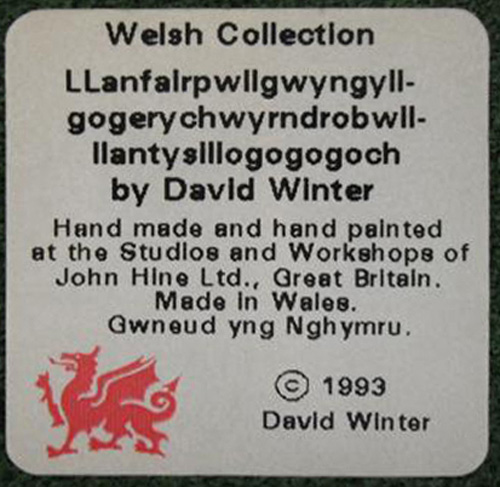 Welsh Collection
LLanfairpwllgwyngyll-
gogerychwyrndrobwll-
llantysiliogogogoch
by David Winter
Hand made and hand painted
at the Studios and Workshops of
John Hine Ltd., Great Britain.
Made in Wales.
Gwneud yng Nghymru.
© 1993
David Winter